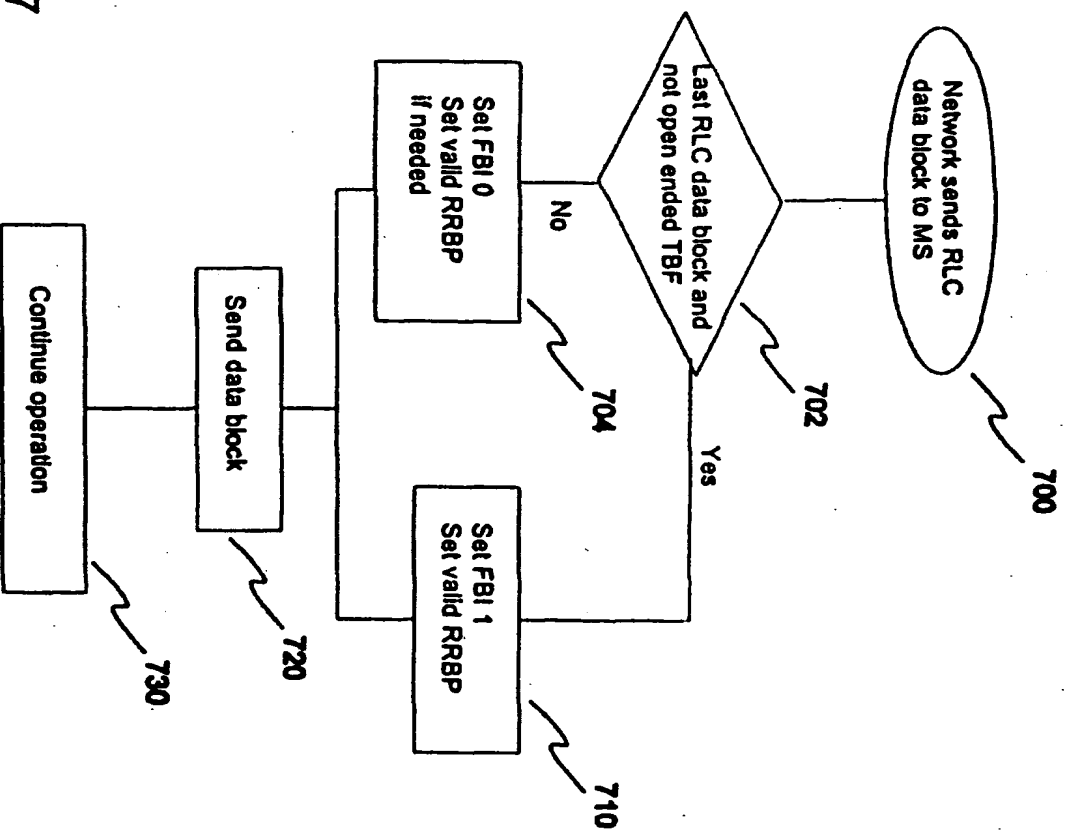 Network sends RLC
data block to MS
700
Last RLC data block and
not open ended TBF
702
Yes
No
Set FBI 0
Set valid RRBP
if needed
704
Set FBI 1
Set valid RRBP
710
Send data block
720
Continue operation
730
7